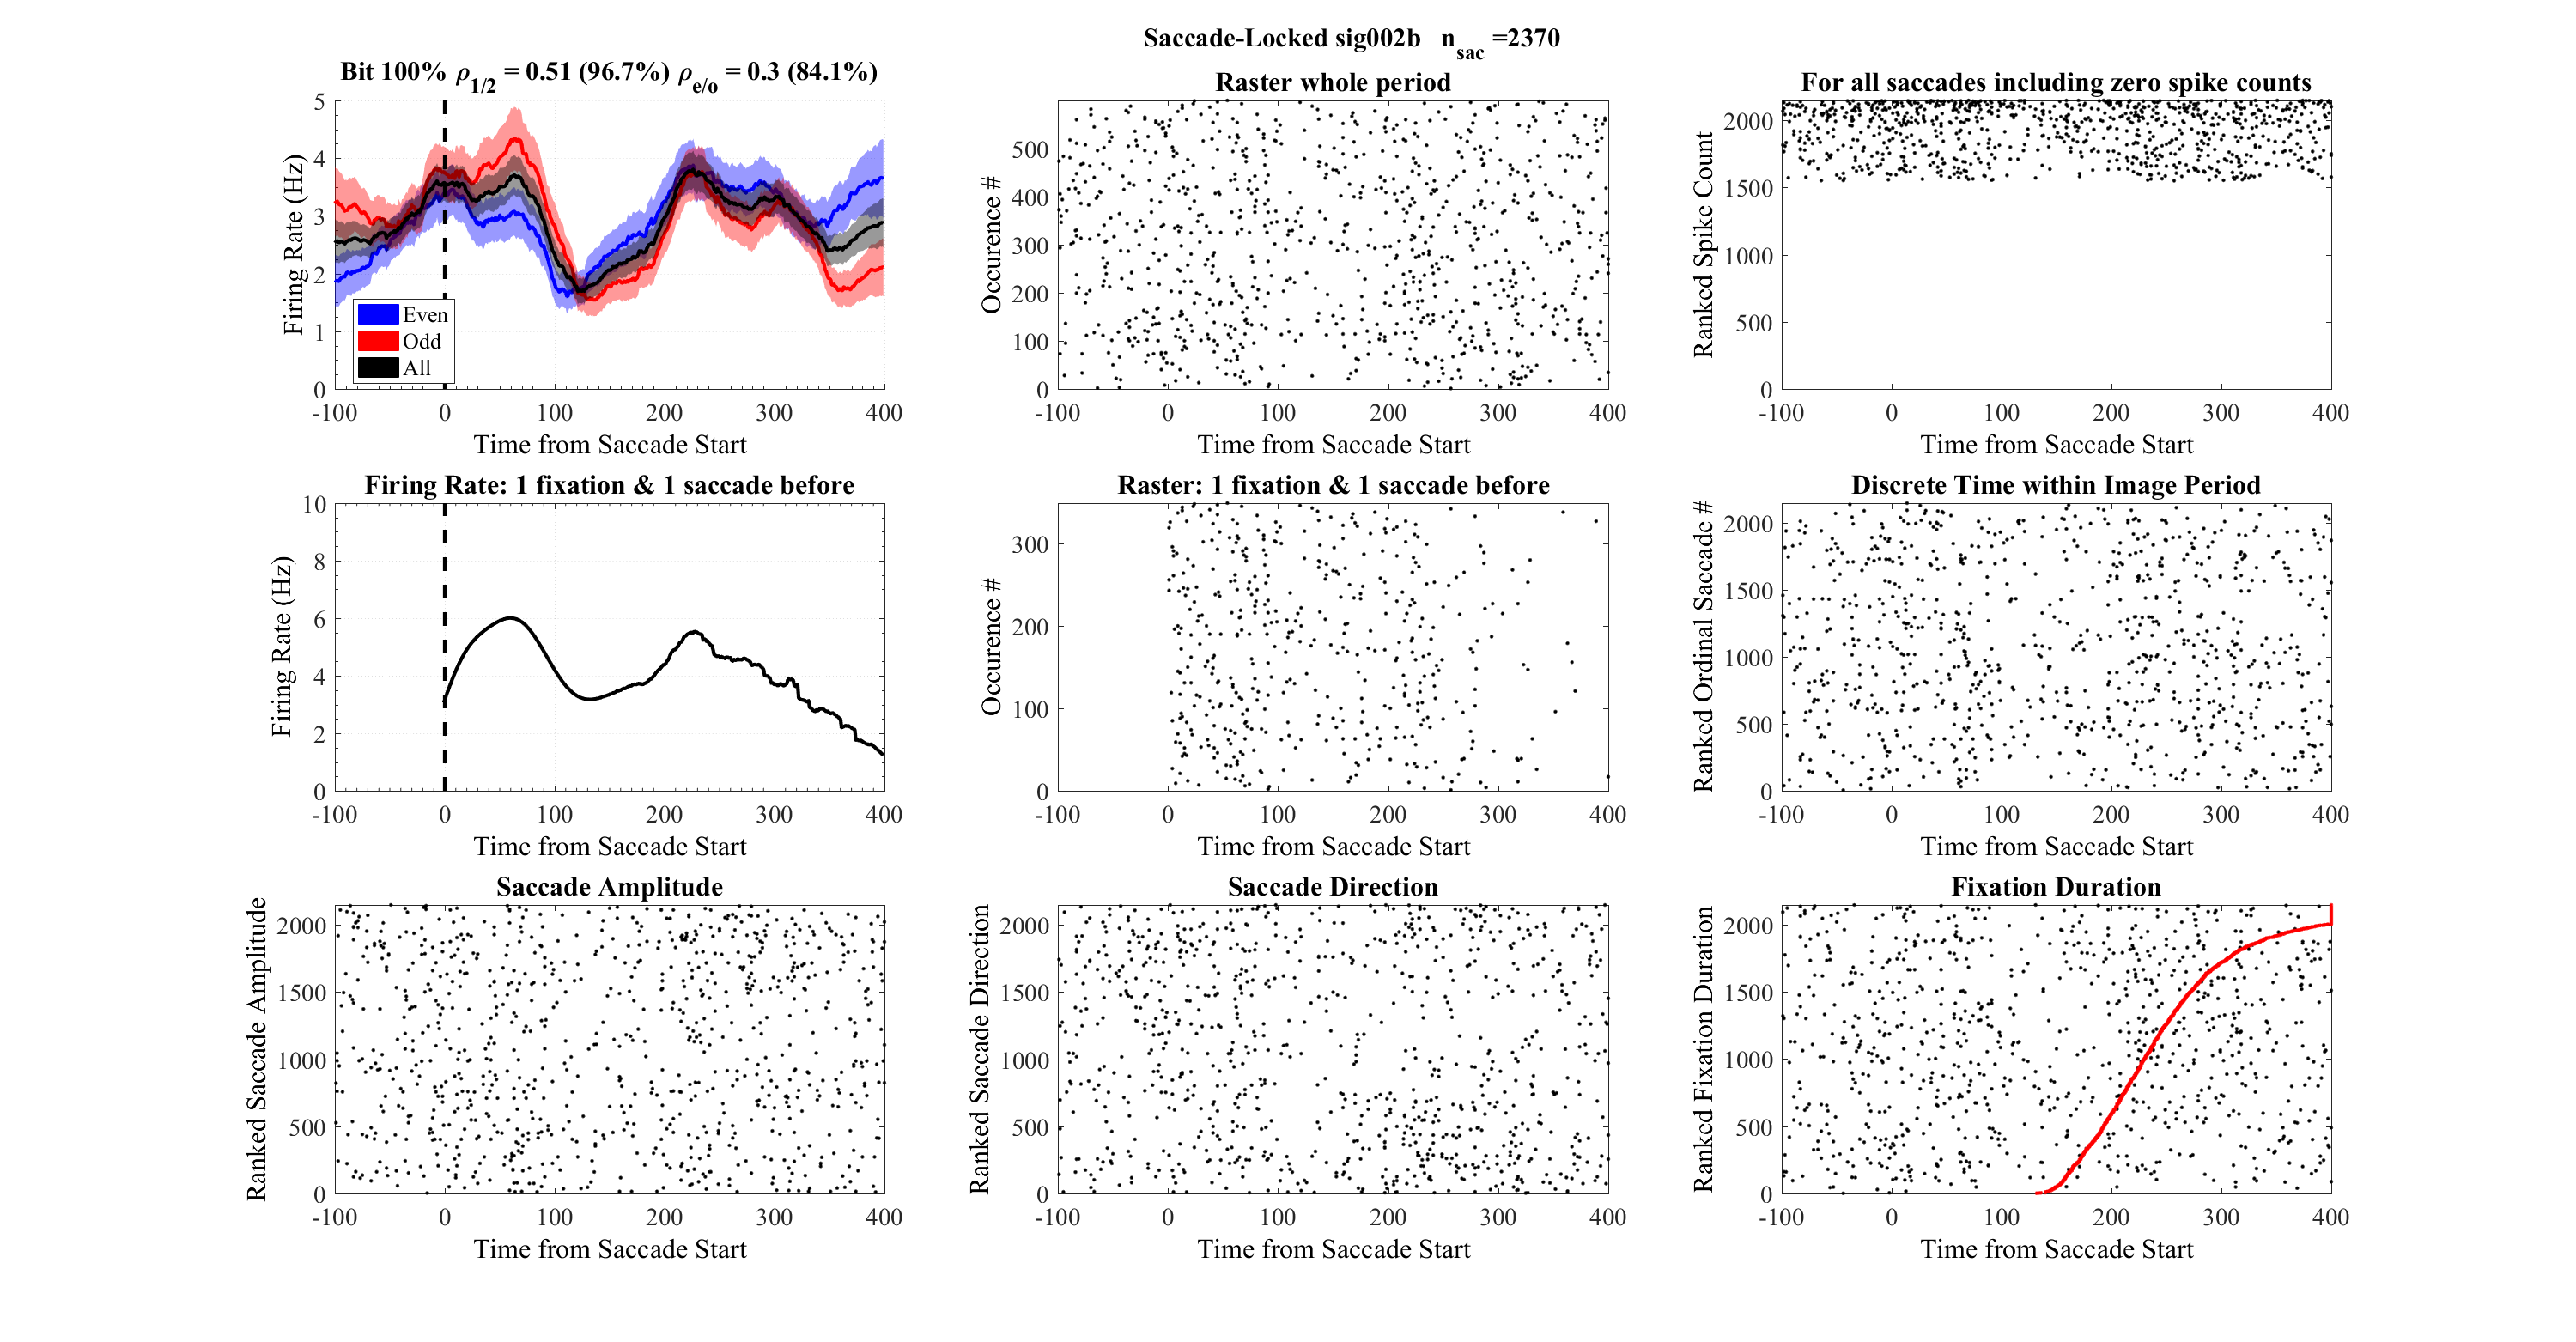 Saccade-Locked sig002b n_sac =2370
Bit 100% ρ_1/2 = 0.51 (96.7%) ρ_e/o = 0.3 (84.1%)
Firing Rate (Hz)
5
4
3
2
1
0
Even
Odd
All
-100 0 100 200 300 400
Time from Saccade Start
Raster whole period
Occurence #
500
400
300
200
100
0
-100 0 100 200 300 400
Time from Saccade Start
For all saccades including zero spike counts
Ranked Spike Count
2000
1500
1000
500
0
-100 0 100 200 300 400
Time from Saccade Start
Firing Rate: 1 fixation & 1 saccade before
Firing Rate (Hz)
10
8
6
4
2
0
-100 0 100 200 300 400
Time from Saccade Start
Raster: 1 fixation & 1 saccade before
Occurence #
300
200
100
0
-100 0 100 200 300 400
Time from Saccade Start
Discrete Time within Image Period
Ranked Ordinal Saccade #
2000
1500
1000
500
0
-100 0 100 200 300 400
Time from Saccade Start
Saccade Amplitude
Ranked Saccade Amplitude
2000
1500
1000
500
0
-100 0 100 200 300 400
Time from Saccade Start
Saccade Direction
Ranked Saccade Direction
2000
1500
1000
500
0
-100 0 100 200 300 400
Time from Saccade Start
Fixation Duration
Ranked Fixation Duration
2000
1500
1000
500
0
-100 0 100 200 300 400
Time from Saccade Start